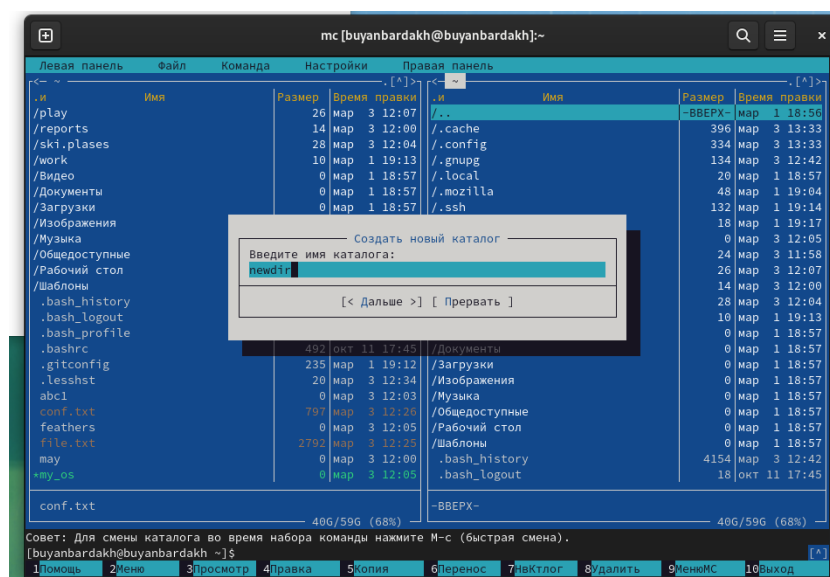 mc [buyanbardakh@buyanbardakh]:~
Левая панель Файл Команда Настройки Правая панель
<— ~ .[^]> <— ~ .[^]>
.и Имя Размер Время правки .и Имя Размер Время правки
/play 26 мар 3 12:07 /.. -ВВЕРХ- мар 1 18:56
/reports 14 мар 3 12:00 /.cache 396 мар 3 13:33
/ski.plases 28 мар 3 12:04 /.config 334 мар 3 13:33
/work 10 мар 1 19:13 /.gnupg 134 мар 3 12:42
/Видео 0 мар 1 18:57 /.local 20 мар 1 18:57
/Документы 0 мар 1 18:57 /.mozilla 48 мар 1 19:04
/Загрузки 0 мар 1 18:57 /.ssh 132 мар 1 19:14
/Изображения 18 мар 1 19:17
/Музыка Создать новый каталог 0 мар 3 12:05
/Общедоступные Введите имя каталога: 24 мар 3 11:58
/Рабочий стол newdir 26 мар 3 12:07
/Шаблоны 14 мар 3 12:00
.bash_history [< Дальше >] [ Прервать ] 28 мар 3 12:04
.bash_logout 10 мар 1 19:13
.bash_profile 0 мар 1 18:57
.bashrc 492 окт 11 17:45 /Документы 0 мар 1 18:57
.gitconfig 235 мар 1 19:12 /Загрузки 0 мар 1 18:57
.lesshst 20 мар 3 12:34 /Изображения 0 мар 1 18:57
abc1 0 мар 3 12:03 /Музыка 0 мар 1 18:57
conf.txt 797 мар 3 12:26 /Общедоступные 0 мар 1 18:57
feathers 0 мар 3 12:05 /Рабочий стол 0 мар 1 18:57
file.txt 2792 мар 3 12:25 /Шаблоны 0 мар 1 18:57
may 0 мар 3 12:00 .bash_history 4154 мар 3 12:42
*my_os 0 мар 3 12:05 .bash_logout 18 окт 11 17:45
conf.txt -ВВЕРХ-
40G/59G (68%) 40G/59G (68%)
Совет: Для смены каталога во время набора команды нажмите M-c (быстрая смена).
[buyanbardakh@buyanbardakh ~]$ [^]
1Помощь 2Меню 3Просмотр 4Правка 5Копия 6Перенос 7НвКтлог 8Удалить 9МенюМС 10Выход